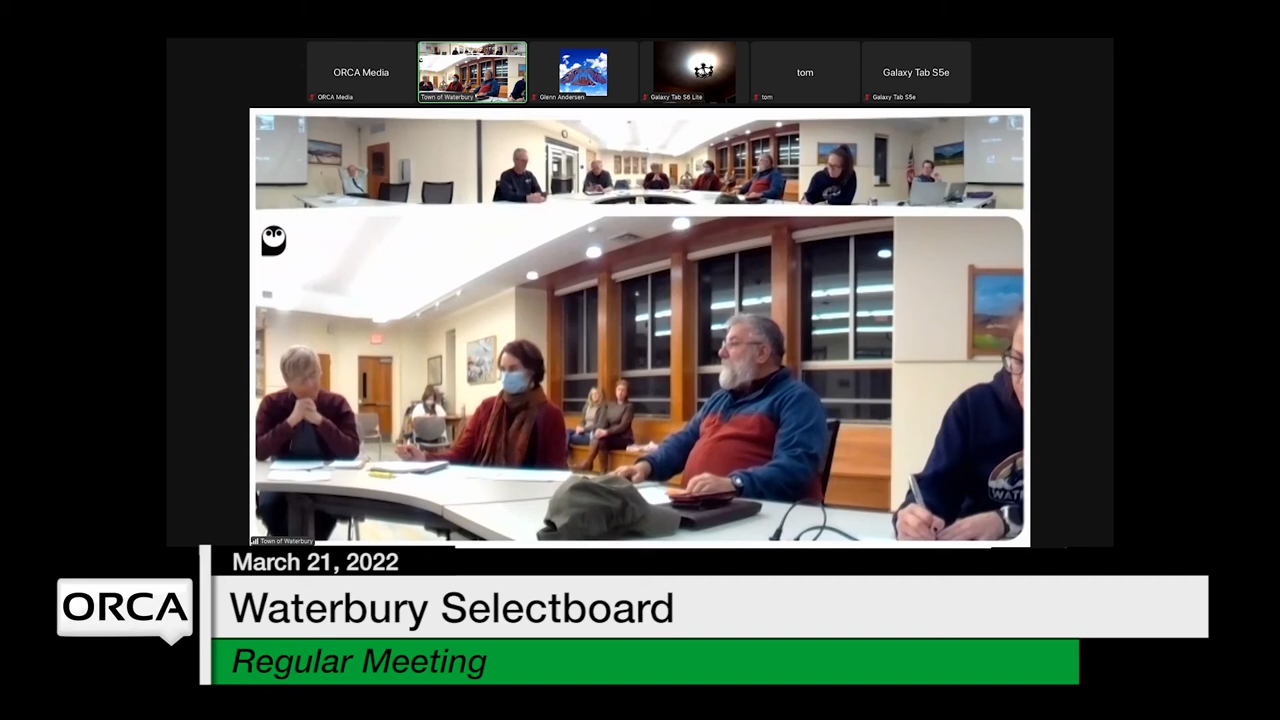 ORCA Media
tom
Galaxy Tab S5e
ORCA Media
Town of Waterbury
Glenn Andersen
Galaxy Tab S6 Lite
tom
Galaxy Tab S5e
WAT
Town of Waterbury
March 21, 2022
ORCA
Waterbury Selectboard
Regular Meeting